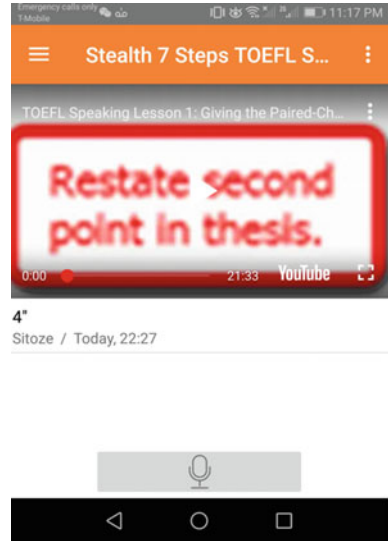 Emergency calls only
T-Mobile
11:17 PM
Stealth 7 Steps TOEFL S...
TOEFL Speaking Lesson 1: Giving the Paired-Ch...
Restate second
point in thesis.
0:00
21:33
YouTube
4"
Sitoze / Today, 22:27